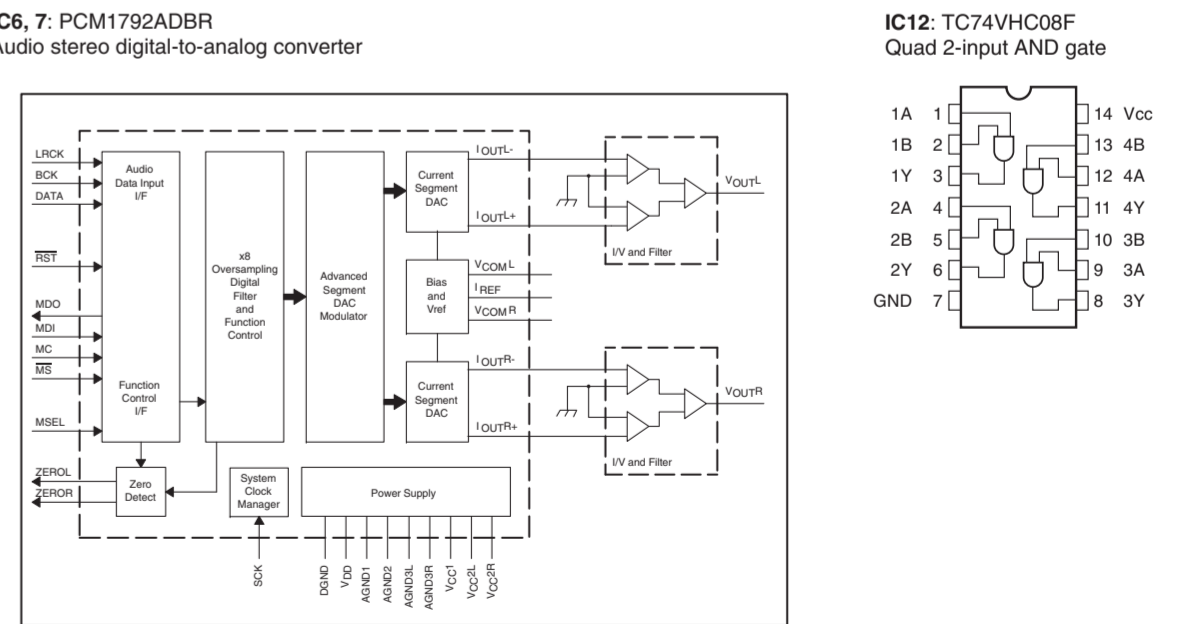 C6, 7: PCM1792ADBR
Audio stereo digital-to-analog converter
LRCK
BCK
DATA
RST
MDO
MDI
MC
MS
MSEL
ZEROL
ZEROR
Audio
Data Input
I/F
Function
Control
I/F
Zero
Detect
x8
Oversampling
Digital
Filter
and
Function
Control
System
Clock
Manager
SCK
Advanced
Segment
DAC
Modulator
Current
Segment
DAC
Bias
and
Vref
Current
Segment
DAC
Power Supply
DGND
VDD
AGND1
AGND2
AGND3L
AGND3R
VCC1
VCC2L
VCC2R
IOUTL-
IOUTL+
VCOML
IREF
VCOMR
IOUTR-
IOUTR+
I/V and Filter
VOUTL
I/V and Filter
VOUTR
IC12: TC74VHC08F
Quad 2-input AND gate
1A 1 14 Vcc
1B 2 13 4B
1Y 3 12 4A
2A 4 11 4Y
2B 5 10 3B
2Y 6 9 3A
GND 7 8 3Y